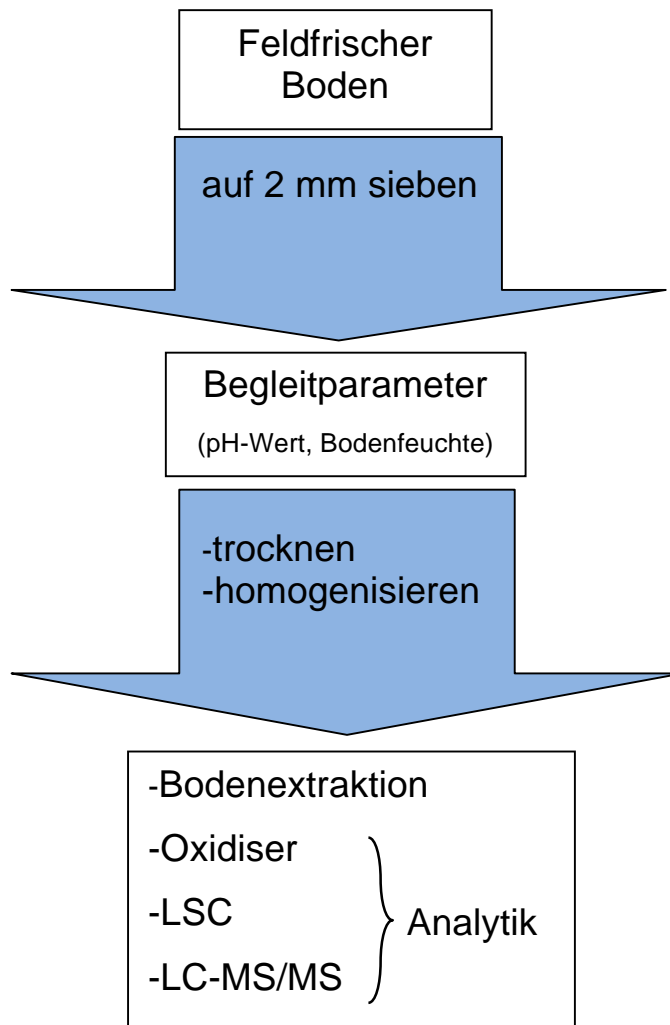 Feldfrischer
Boden
auf 2 mm sieben
Begleitparameter
(pH-Wert, Bodenfeuchte)
-trocknen
-homogenisieren
-Bodenextraktion
-Oxidiser
-LSC
-LC-MS/MS
Analytik